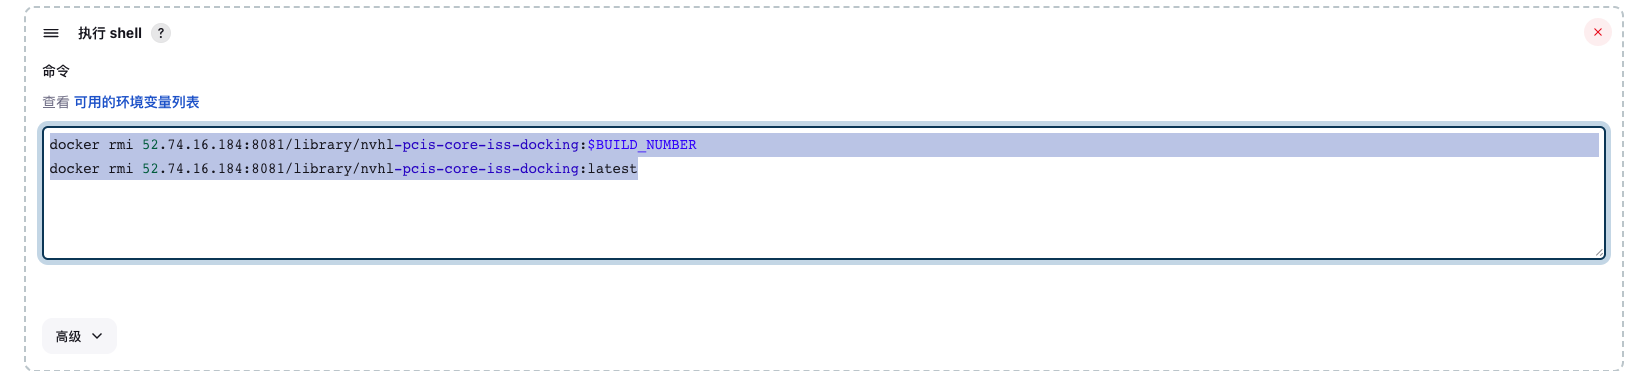 执行 shell ?
命令
查看 可用的环境变量列表
docker rmi 52.74.16.184:8081/library/nvhl-pcis-core-iss-docking:$BUILD_NUMBER
docker rmi 52.74.16.184:8081/library/nvhl-pcis-core-iss-docking:latest
高级